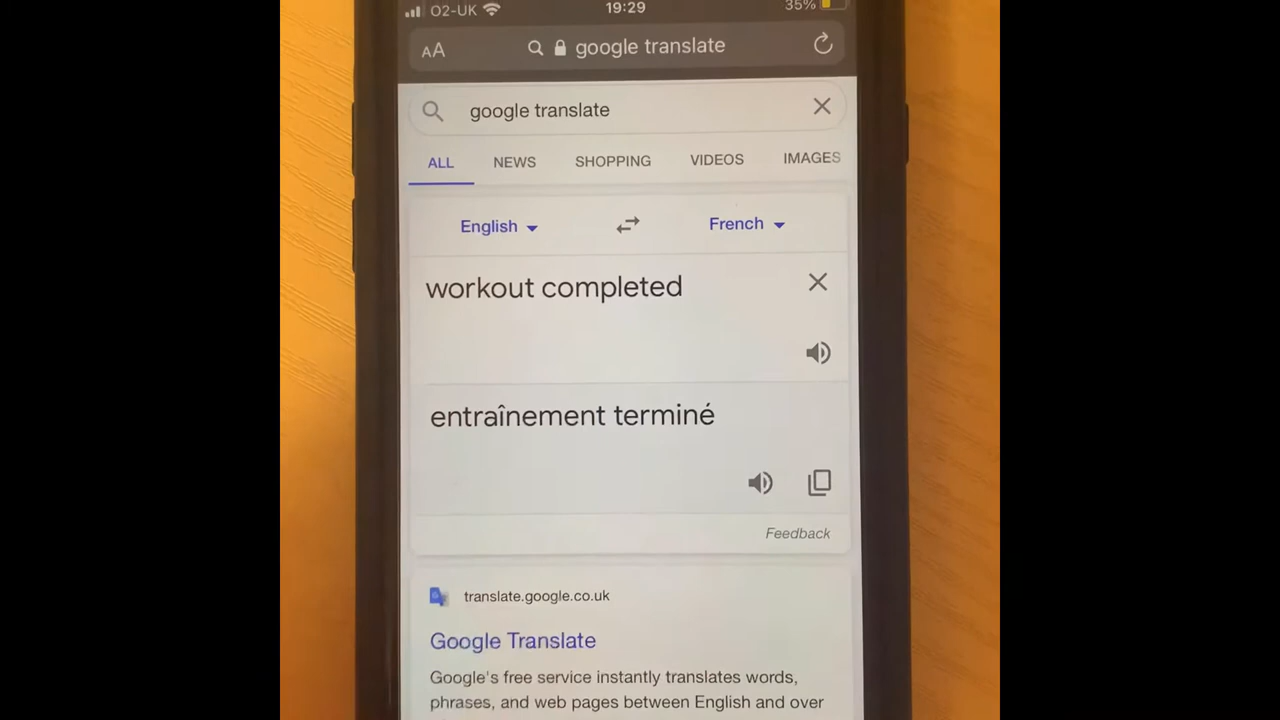 O2-UK 19:29 35%
AA google translate
google translate
ALL NEWS SHOPPING VIDEOS IMAGES
English French
workout completed
entraînement terminé
Feedback
translate.google.co.uk
Google Translate
Google's free service instantly translates words,
phrases, and web pages between English and over